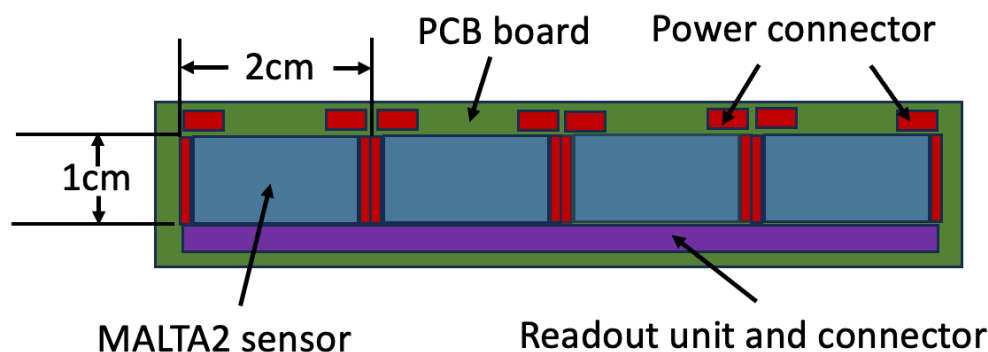 PCB board
Power connector
2cm
1cm
MALTA2 sensor
Readout unit and connector